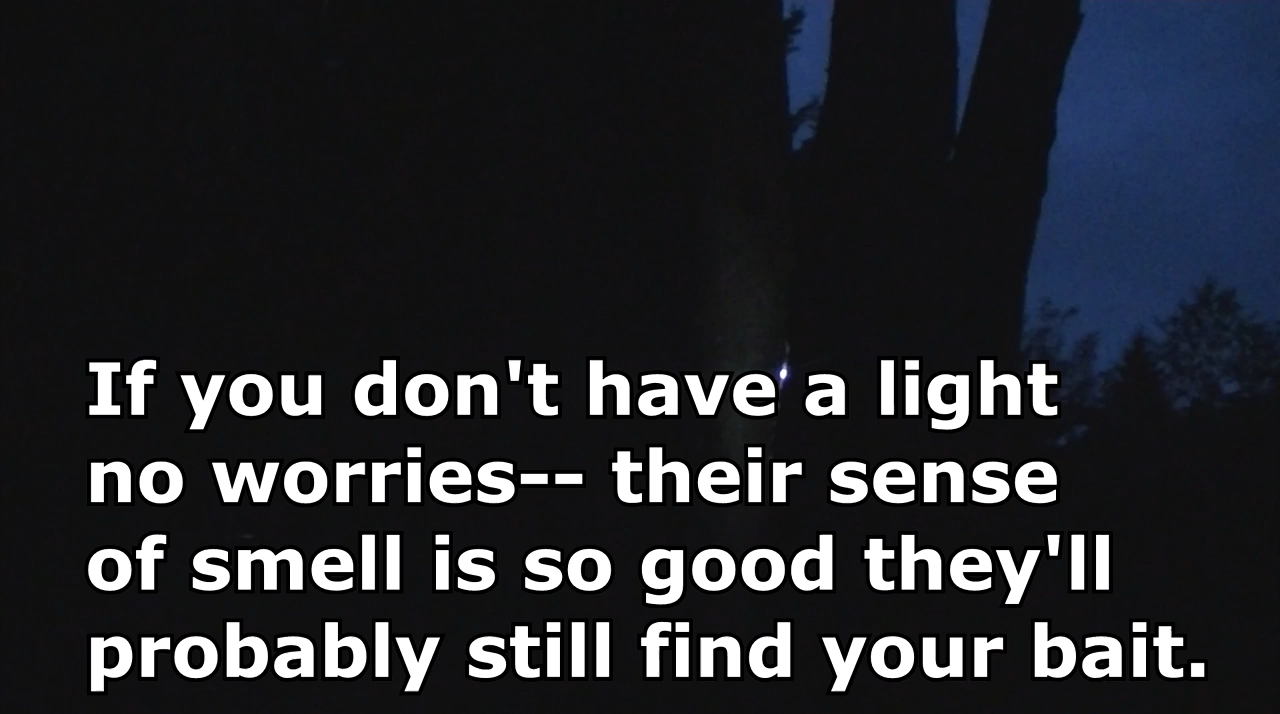 If you don't have a light
no worries-- their sense
of smell is so good they'll
probably still find your bait.